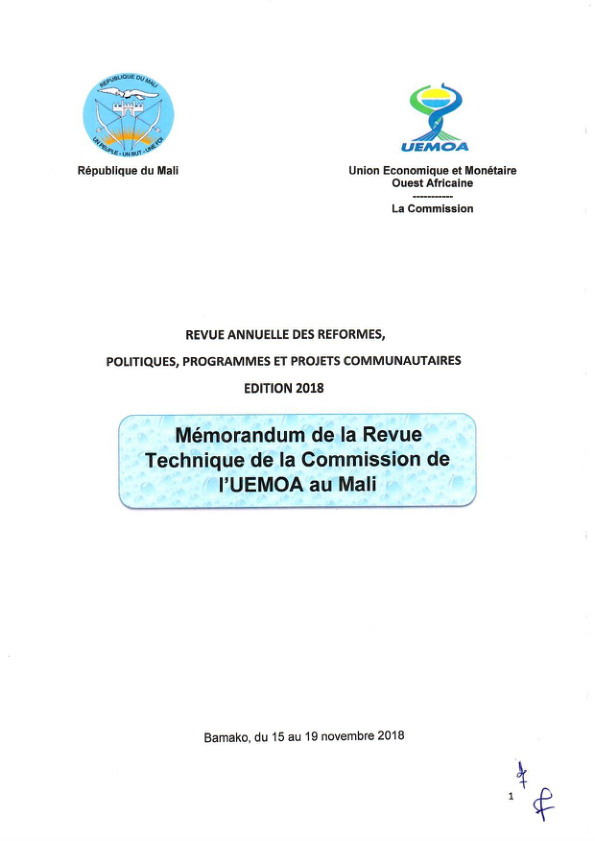 REPUBLIQUE DU MALI
UN PEUPLE - UN BUT - UNE FOI
République du Mali
UEMOA
Union Economique et Monétaire
Ouest Africaine
-----------
La Commission
REVUE ANNUELLE DES REFORMES,
POLITIQUES, PROGRAMMES ET PROJETS COMMUNAUTAIRES
EDITION 2018
Mémorandum de la Revue
Technique de la Commission de
l'UEMOA au Mali
Bamako, du 15 au 19 novembre 2018
1